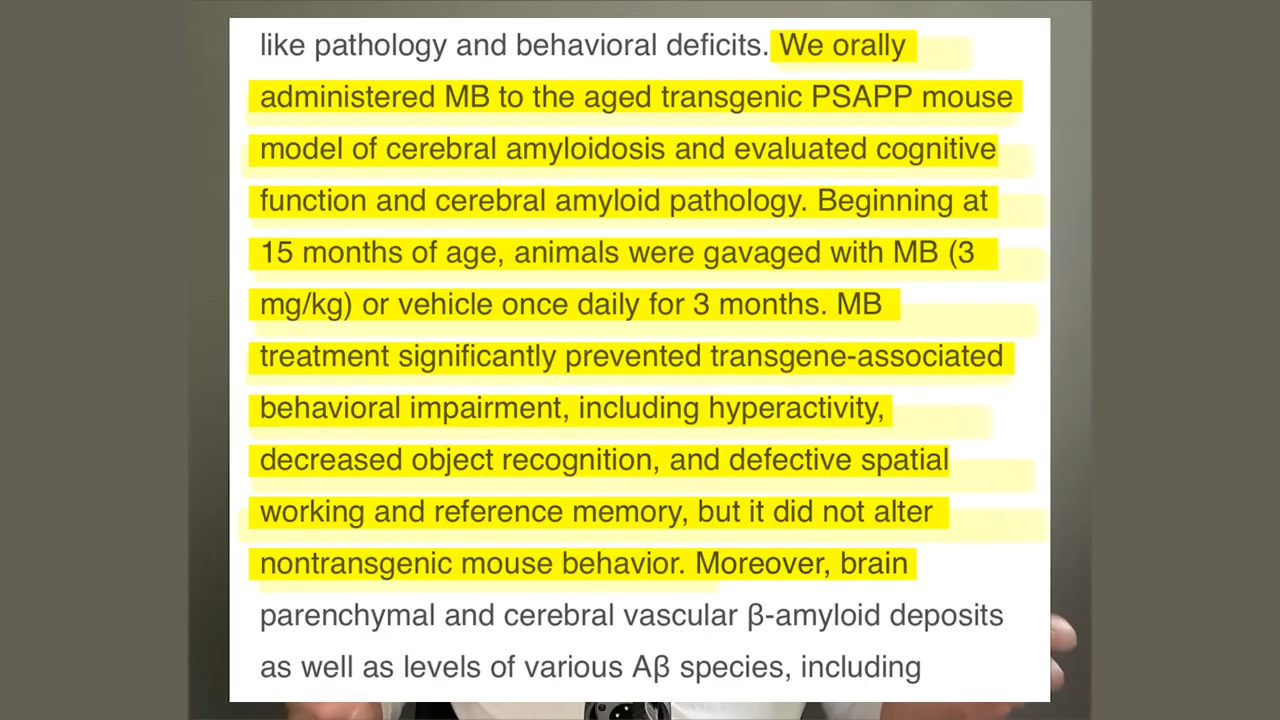 like pathology and behavioral deficits. We orally
administered MB to the aged transgenic PSAPP mouse
model of cerebral amyloidosis and evaluated cognitive
function and cerebral amyloid pathology. Beginning at
15 months of age, animals were gavaged with MB (3
mg/kg) or vehicle once daily for 3 months. MB
treatment significantly prevented transgene-associated
behavioral impairment, including hyperactivity,
decreased object recognition, and defective spatial
working and reference memory, but it did not alter
nontransgenic mouse behavior. Moreover, brain
parenchymal and cerebral vascular β-amyloid deposits
as well as levels of various Aβ species, including